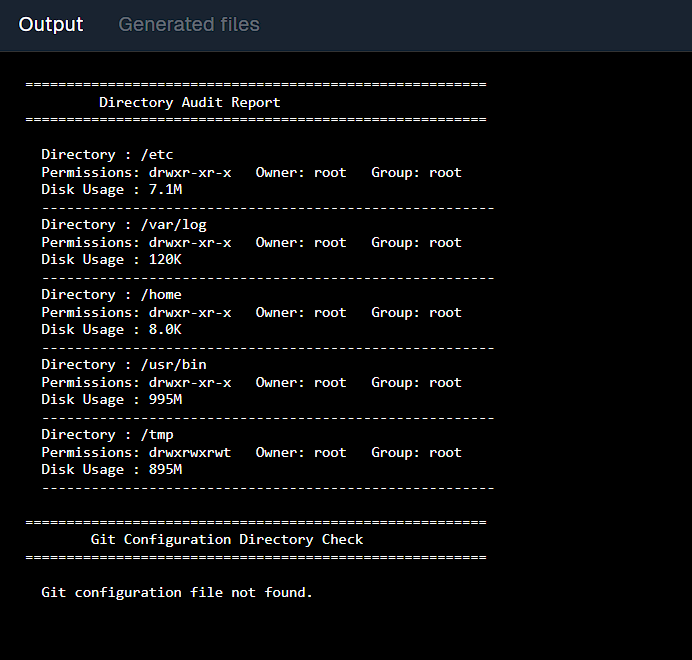 Output Generated files
========================================================
Directory Audit Report
========================================================
Directory : /etc
Permissions: drwxr-xr-x Owner: root Group: root
Disk Usage : 7.1M
-------------------------------------------------------
Directory : /var/log
Permissions: drwxr-xr-x Owner: root Group: root
Disk Usage : 120K
-------------------------------------------------------
Directory : /home
Permissions: drwxr-xr-x Owner: root Group: root
Disk Usage : 8.0K
-------------------------------------------------------
Directory : /usr/bin
Permissions: drwxr-xr-x Owner: root Group: root
Disk Usage : 995M
-------------------------------------------------------
Directory : /tmp
Permissions: drwxrwxrwt Owner: root Group: root
Disk Usage : 895M
-------------------------------------------------------
========================================================
Git Configuration Directory Check
========================================================
Git configuration file not found.